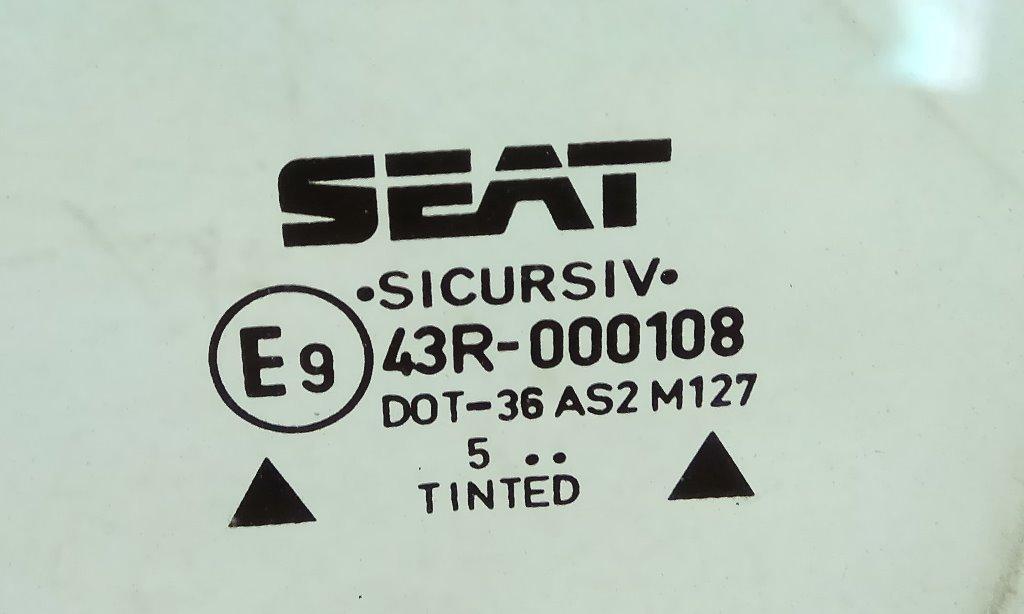 SEAT
•SICURSIV•
E9 43R-000108
DOT-36 AS2 M127
5 ..
TINTED